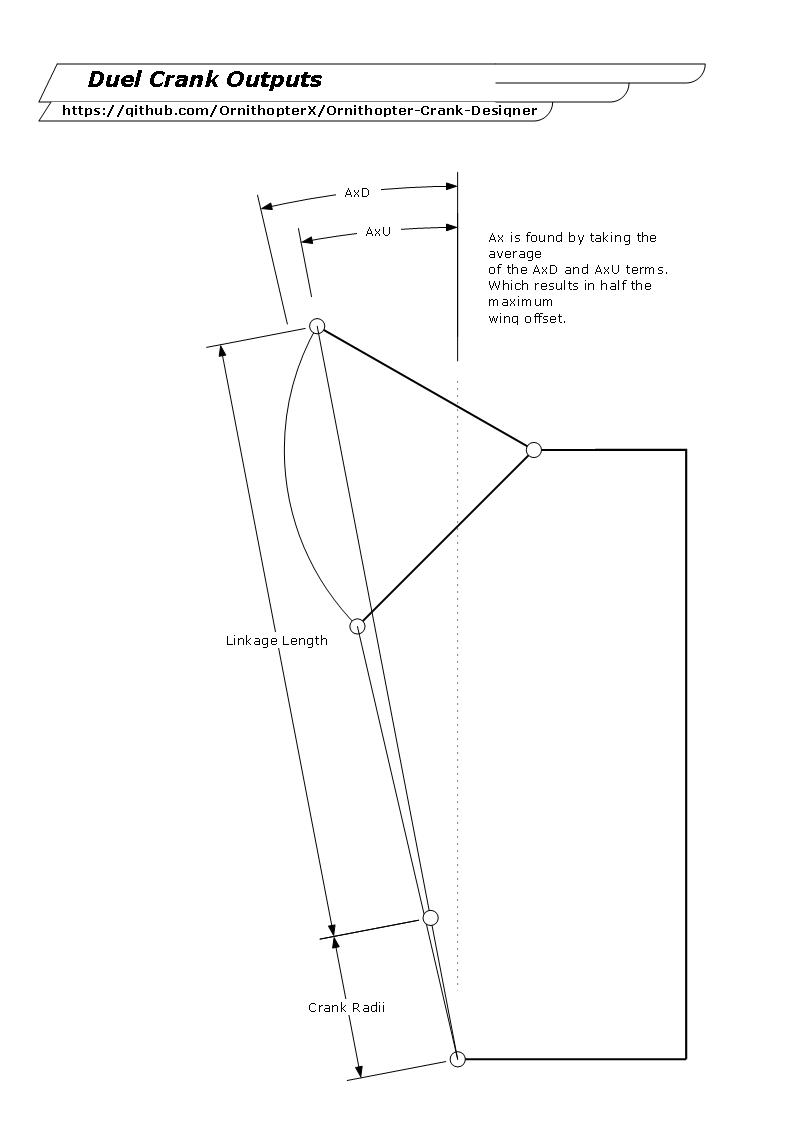 Duel Crank Outputs
https://github.com/OrnithopterX/Ornithopter-Crank-Designer
AxD
AxU
Ax is found by taking the
average
of the AxD and AxU terms.
Which results in half the
maximum
wing offset.
Linkage Length
Crank Radii